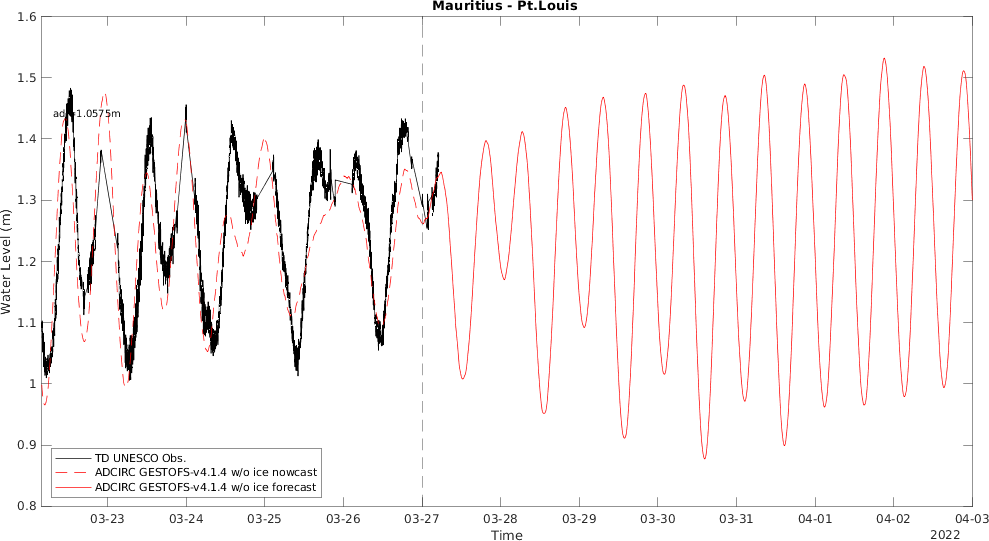 Mauritius - Pt.Louis
1.6
1.5
1.4
1.3
1.2
1.1
1
0.9
0.8
Water Level (m)
TD UNESCO Obs.
ADCIRC GESTOFS-v4.1.4 w/o ice nowcast
ADCIRC GESTOFS-v4.1.4 w/o ice forecast
03-23 03-24 03-25 03-26 03-27 03-28 03-29 03-30 03-31 04-01 04-02 04-03
Time
2022